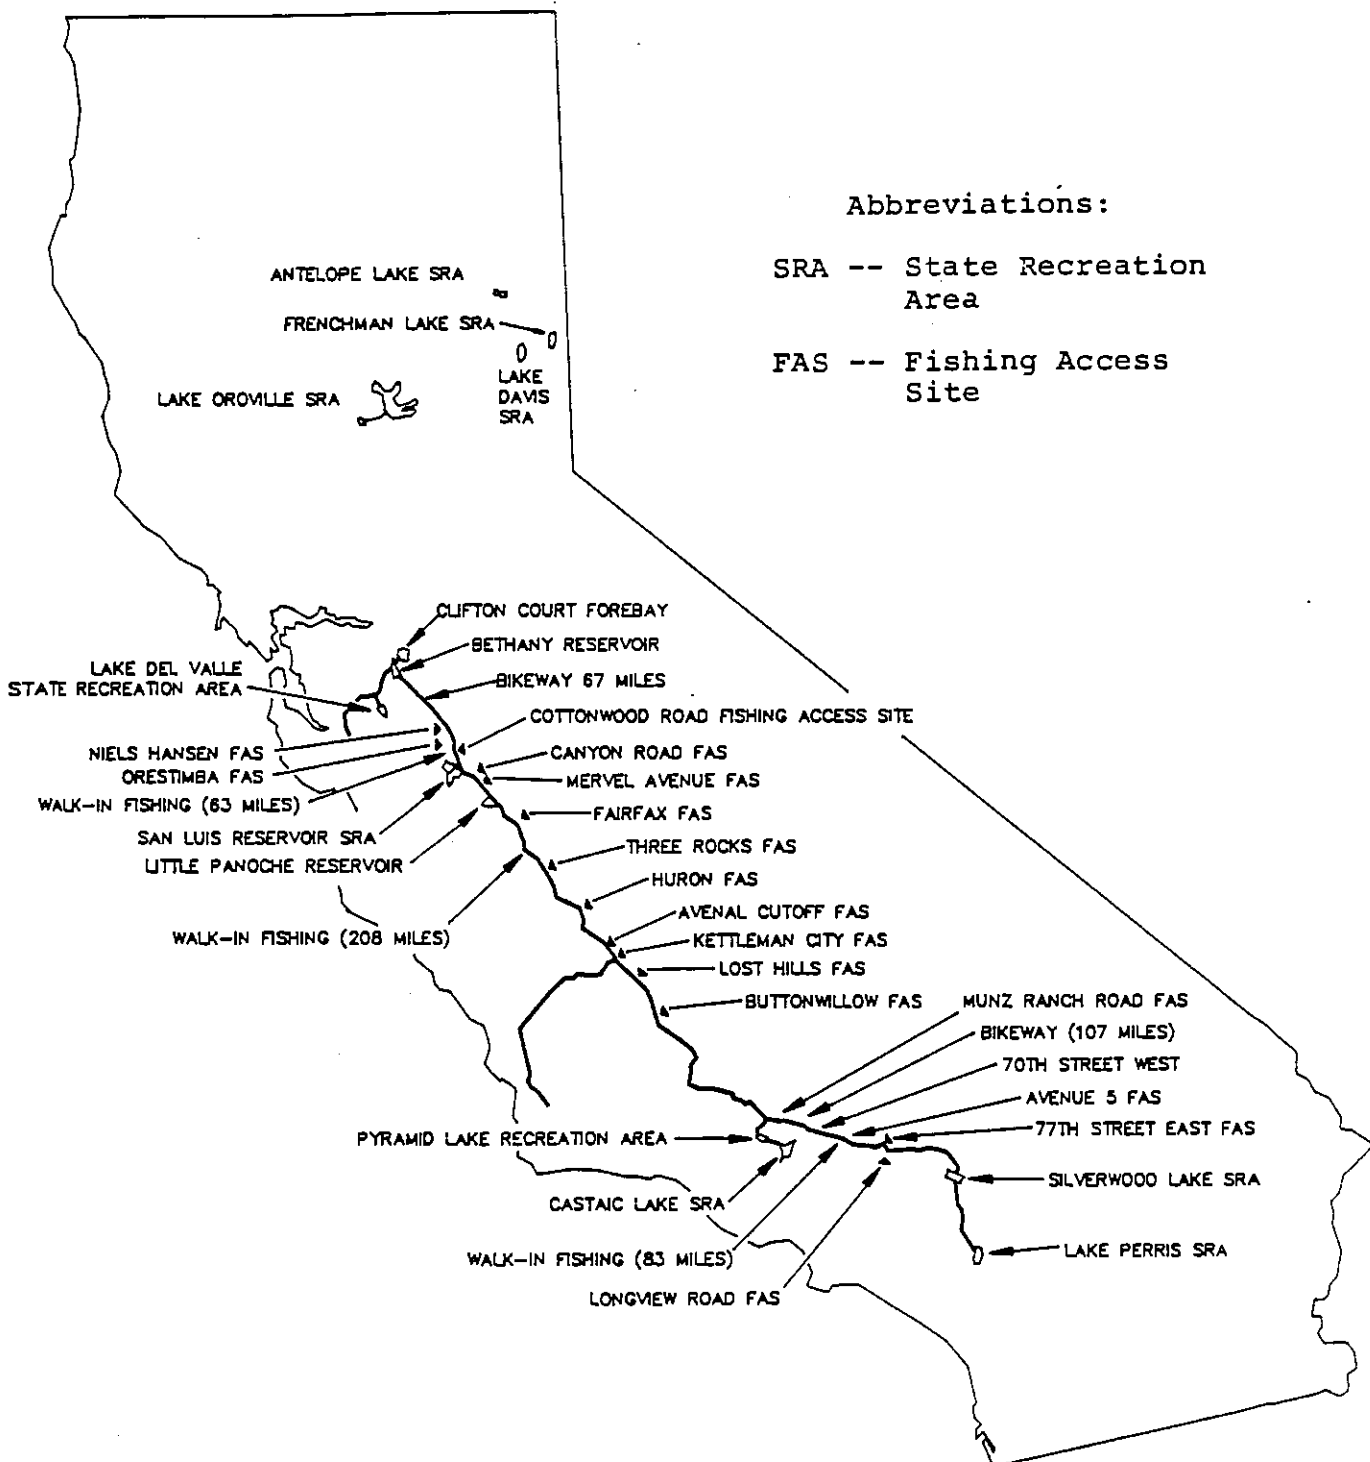 Abbreviations:
SRA -- State Recreation
Area
FAS -- Fishing Access
Site
ANTELOPE LAKE SRA
FRENCHMAN LAKE SRA
LAKE
DAVIS
SRA
LAKE OROVILLE SRA
CLIFTON COURT FOREBAY
BETHANY RESERVOIR
LAKE DEL VALLE
STATE RECREATION AREA
BIKEWAY 67 MILES
COTTONWOOD ROAD FISHING ACCESS SITE
NIELS HANSEN FAS
CANYON ROAD FAS
ORESTIMBA FAS
MERVEL AVENUE FAS
WALK-IN FISHING (63 MILES)
FAIRFAX FAS
SAN LUIS RESERVOIR SRA
THREE ROCKS FAS
LITTLE PANOCHE RESERVOIR
HURON FAS
AVENAL CUTOFF FAS
WALK-IN FISHING (208 MILES)
KETTLEMAN CITY FAS
LOST HILLS FAS
BUTTONWILLOW FAS
MUNZ RANCH ROAD FAS
BIKEWAY (107 MILES)
70TH STREET WEST
AVENUE S FAS
77TH STREET EAST FAS
PYRAMID LAKE RECREATION AREA
SILVERWOOD LAKE SRA
CASTAIC LAKE SRA
LAKE PERRIS SRA
WALK-IN FISHING (83 MILES)
LONGVIEW ROAD FAS